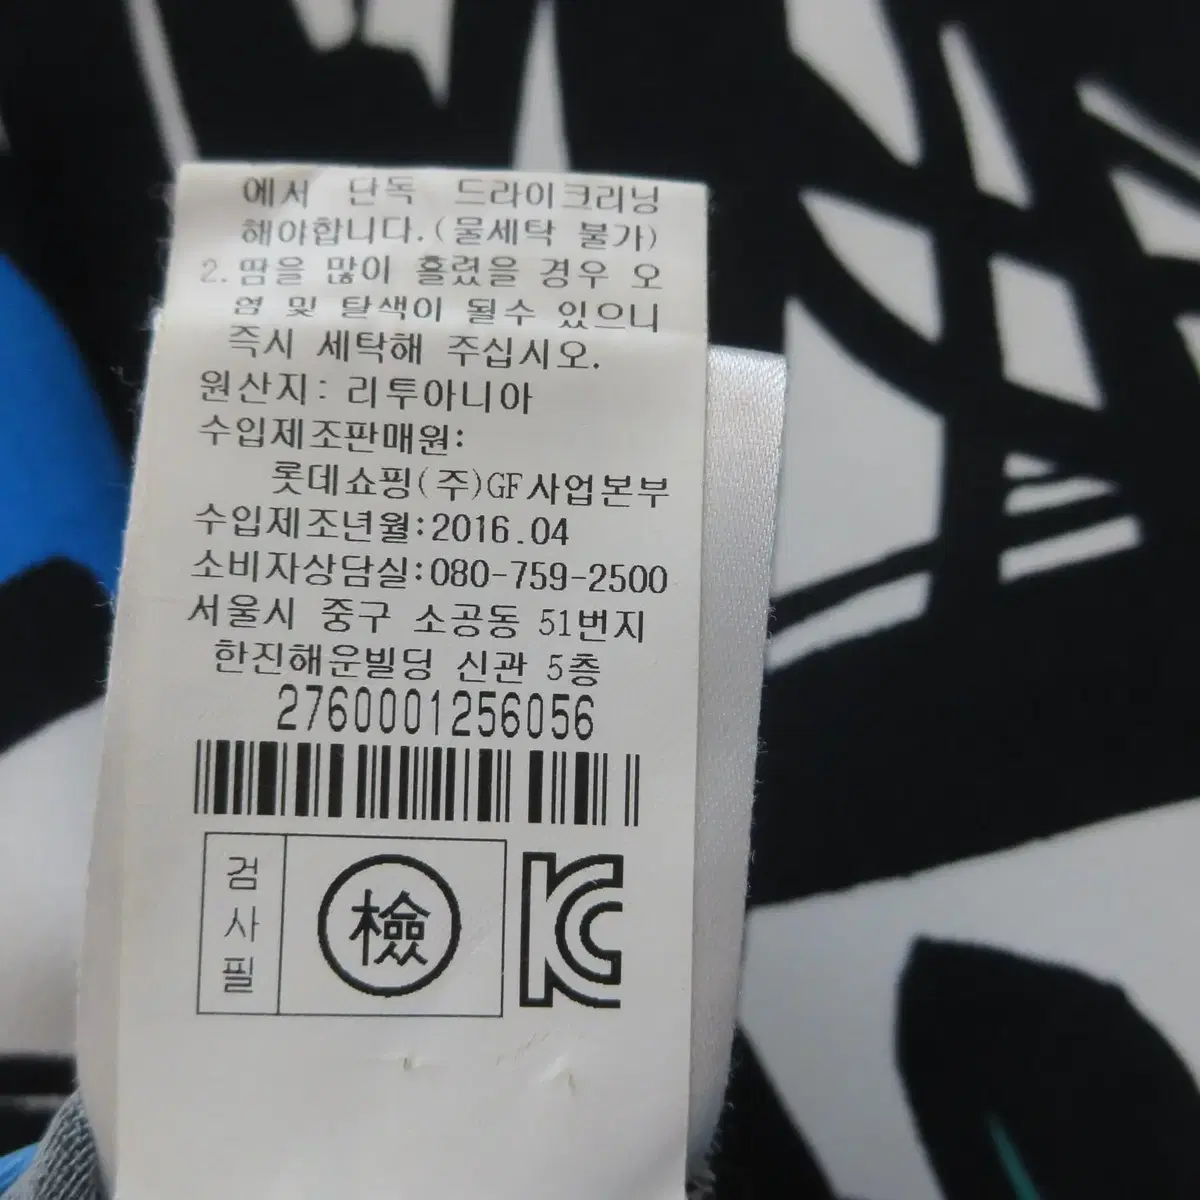 에서 단독 드라이크리닝
해야합니다.(물세탁 불가)
2.땀을 많이 흘렸을 경우 오
염 및 탈색이 될수 있으니
즉시 세탁해 주십시오.
원산지: 리투아니아
수입제조판매원:
롯데쇼핑(주)GF사업본부
수입제조년월:2016.04
소비자상담실:080-759-2500
서울시 중구 소공동 51번지
한진해운빌딩 신관 5층
2760001256056
검사필
檢
KC